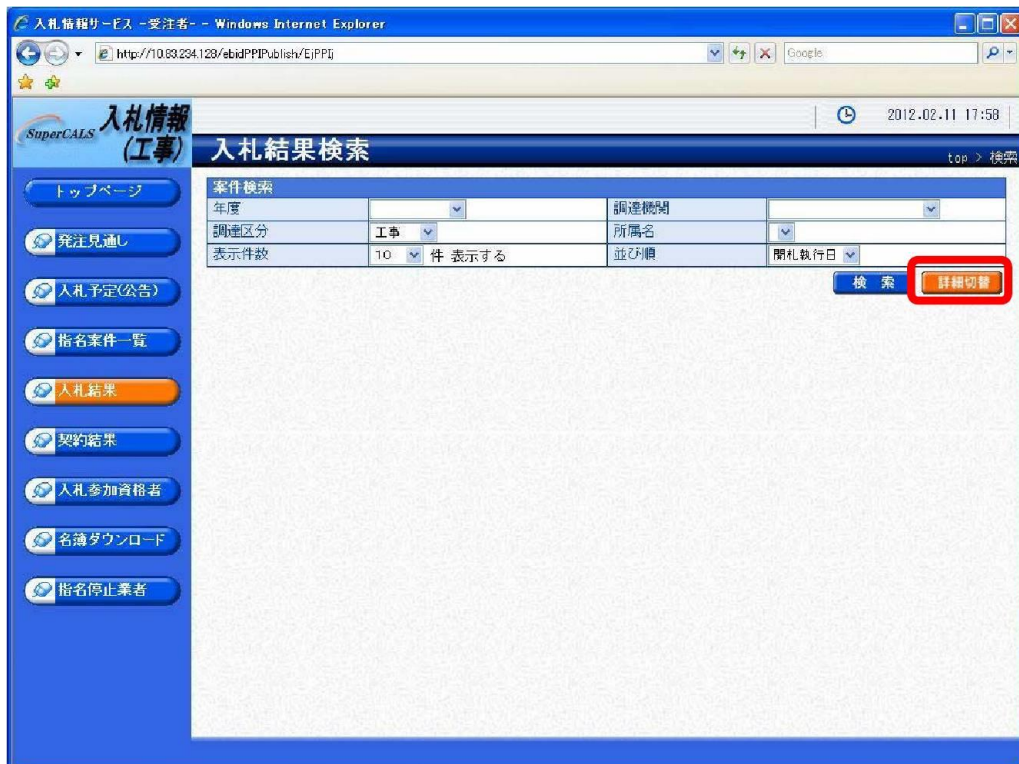 入札情報サービス -受注者- - Windows Internet Explorer
http://10.83.234.128/ebidPPIPublish/EjPPIj
Google
SuperCALS 入札情報
(工事)
2012.02.11 17:58
入札結果検索
top > 検索
トップページ
発注見通し
入札予定(公告)
指名案件一覧
入札結果
契約結果
入札参加資格者
名簿ダウンロード
指名停止業者
案件検索
年度 調達機関
調達区分 工事 所属名
表示件数 10 件 表示する 並び順 開札執行日
検 索 詳細切替